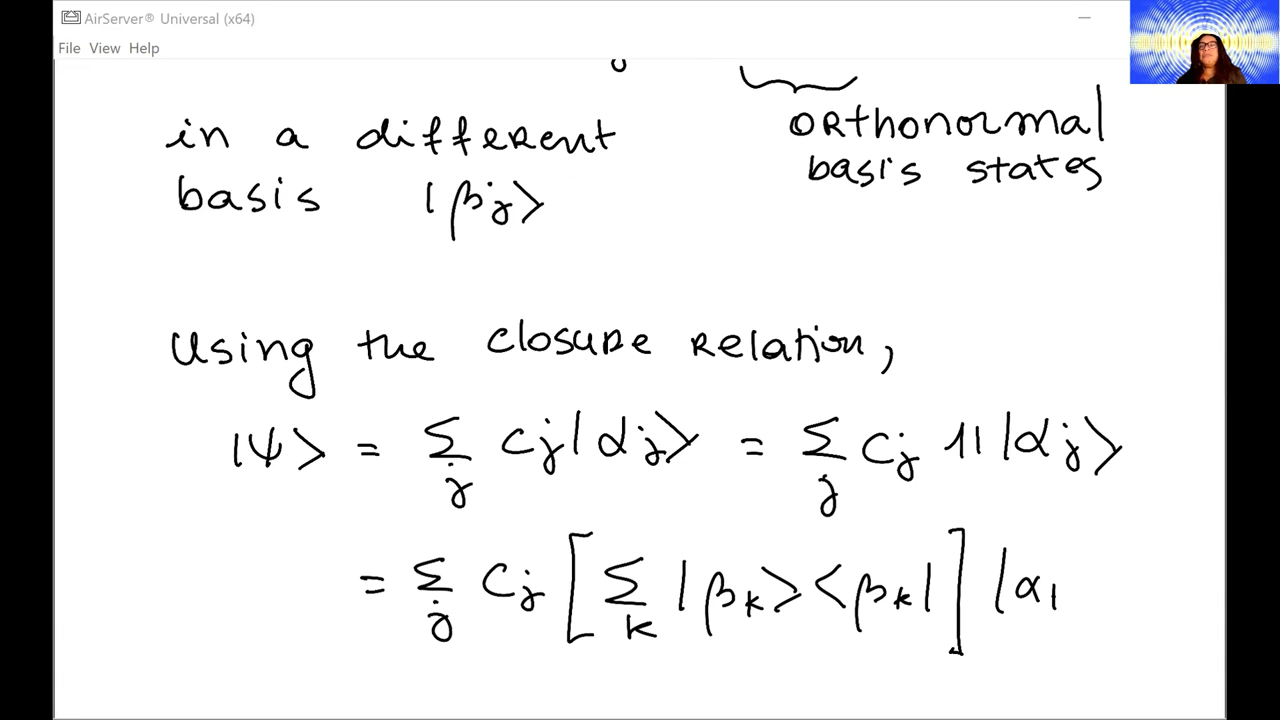 AirServer® Universal (x64)
File View Help
orthonormal
in a different
basis states
basis |βj>
Using the closure relation,
|ψ> = Σj cj|αj> = Σj cj 𝟙 |αj>
= Σj cj [Σk |βk><βk|] |α